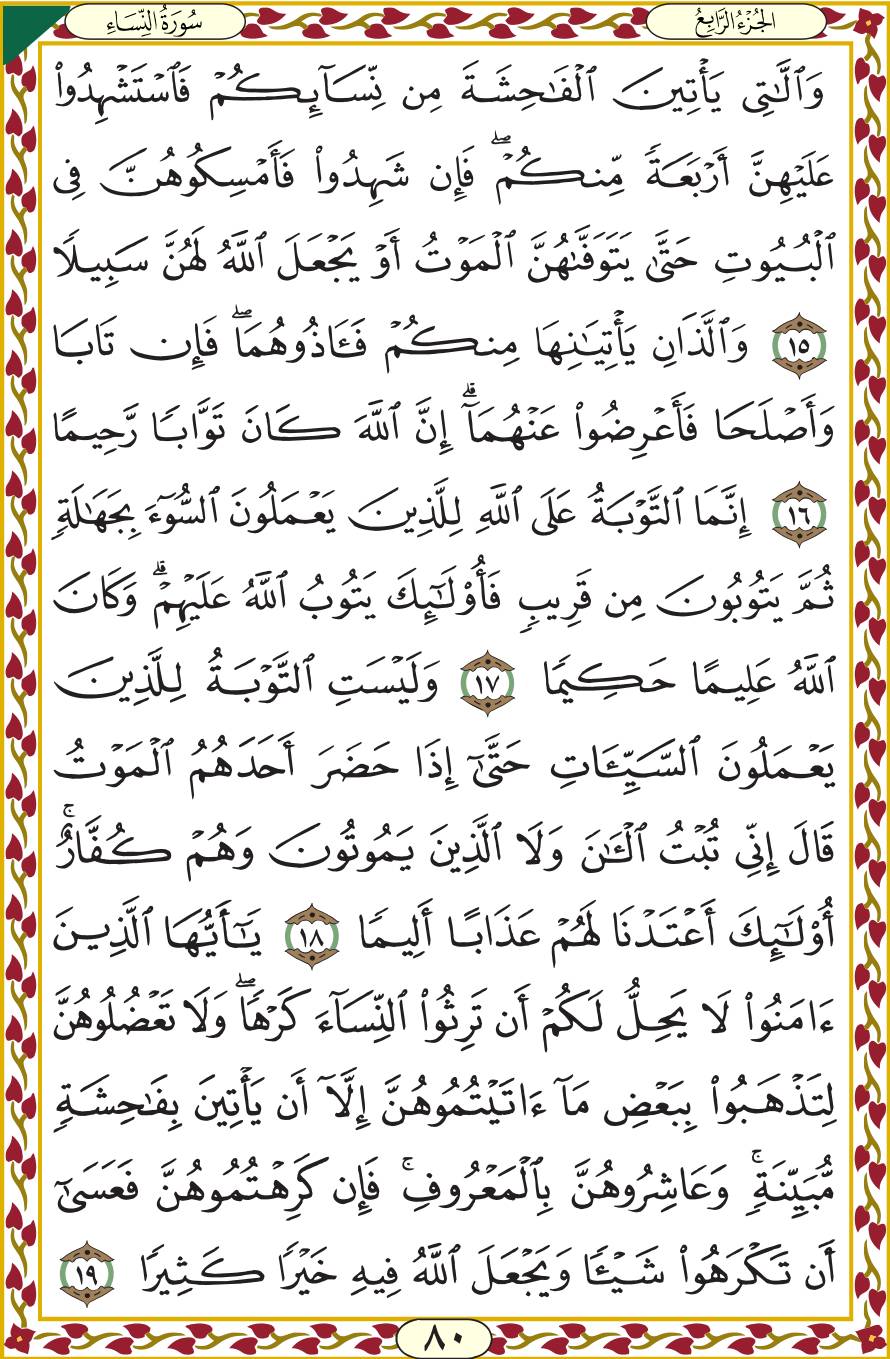 الجُزْءُ الرَّابِعُ
سُورَةُ النِّسَاءِ
وَٱلَّـٰتِى يَأْتِينَ ٱلْفَـٰحِشَةَ مِن نِّسَآئِكُمْ فَٱسْتَشْهِدُوا۟
عَلَيْهِنَّ أَرْبَعَةً مِّنكُمْ ۖ فَإِن شَهِدُوا۟ فَأَمْسِكُوهُنَّ فِى
ٱلْبُيُوتِ حَتَّىٰ يَتَوَفَّىٰهُنَّ ٱلْمَوْتُ أَوْ يَجْعَلَ ٱللَّهُ لَهُنَّ سَبِيلًا
١٥ وَٱلَّذَانِ يَأْتِيَـٰنِهَا مِنكُمْ فَـَٔاذُوهُمَا ۖ فَإِن تَابَا
وَأَصْلَحَا فَأَعْرِضُوا۟ عَنْهُمَآ ۗ إِنَّ ٱللَّهَ كَانَ تَوَّابًا رَّحِيمًا
١٦ إِنَّمَا ٱلتَّوْبَةُ عَلَى ٱللَّهِ لِلَّذِينَ يَعْمَلُونَ ٱلسُّوٓءَ بِجَهَـٰلَةٍ
ثُمَّ يَتُوبُونَ مِن قَرِيبٍ فَأُو۟لَـٰٓئِكَ يَتُوبُ ٱللَّهُ عَلَيْهِمْ ۗ وَكَانَ
ٱللَّهُ عَلِيمًا حَكِيمًا ١٧ وَلَيْسَتِ ٱلتَّوْبَةُ لِلَّذِينَ
يَعْمَلُونَ ٱلسَّيِّـَٔاتِ حَتَّىٰٓ إِذَا حَضَرَ أَحَدَهُمُ ٱلْمَوْتُ
قَالَ إِنِّى تُبْتُ ٱلْـَٔـٰنَ وَلَا ٱلَّذِينَ يَمُوتُونَ وَهُمْ كُفَّارٌ ۚ
أُو۟لَـٰٓئِكَ أَعْتَدْنَا لَهُمْ عَذَابًا أَلِيمًا ١٨ يَـٰٓأَيُّهَا ٱلَّذِينَ
ءَامَنُوا۟ لَا يَحِلُّ لَكُمْ أَن تَرِثُوا۟ ٱلنِّسَآءَ كَرْهًا ۖ وَلَا تَعْضُلُوهُنَّ
لِتَذْهَبُوا۟ بِبَعْضِ مَآ ءَاتَيْتُمُوهُنَّ إِلَّآ أَن يَأْتِينَ بِفَـٰحِشَةٍ
مُّبَيِّنَةٍ ۚ وَعَاشِرُوهُنَّ بِٱلْمَعْرُوفِ ۚ فَإِن كَرِهْتُمُوهُنَّ فَعَسَىٰٓ
أَن تَكْرَهُوا۟ شَيْـًٔا وَيَجْعَلَ ٱللَّهُ فِيهِ خَيْرًا كَثِيرًا ١٩
٨٠